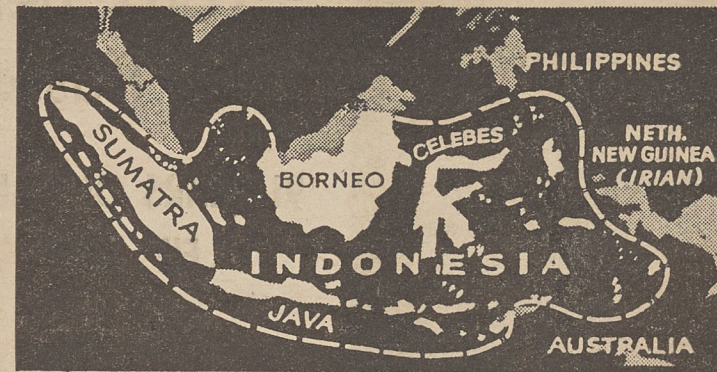 PHILIPPINES
NETH.
NEW GUINEA
(IRIAN)
CELEBES
SUMATRA
BORNEO
INDONESIA
JAVA
AUSTRALIA